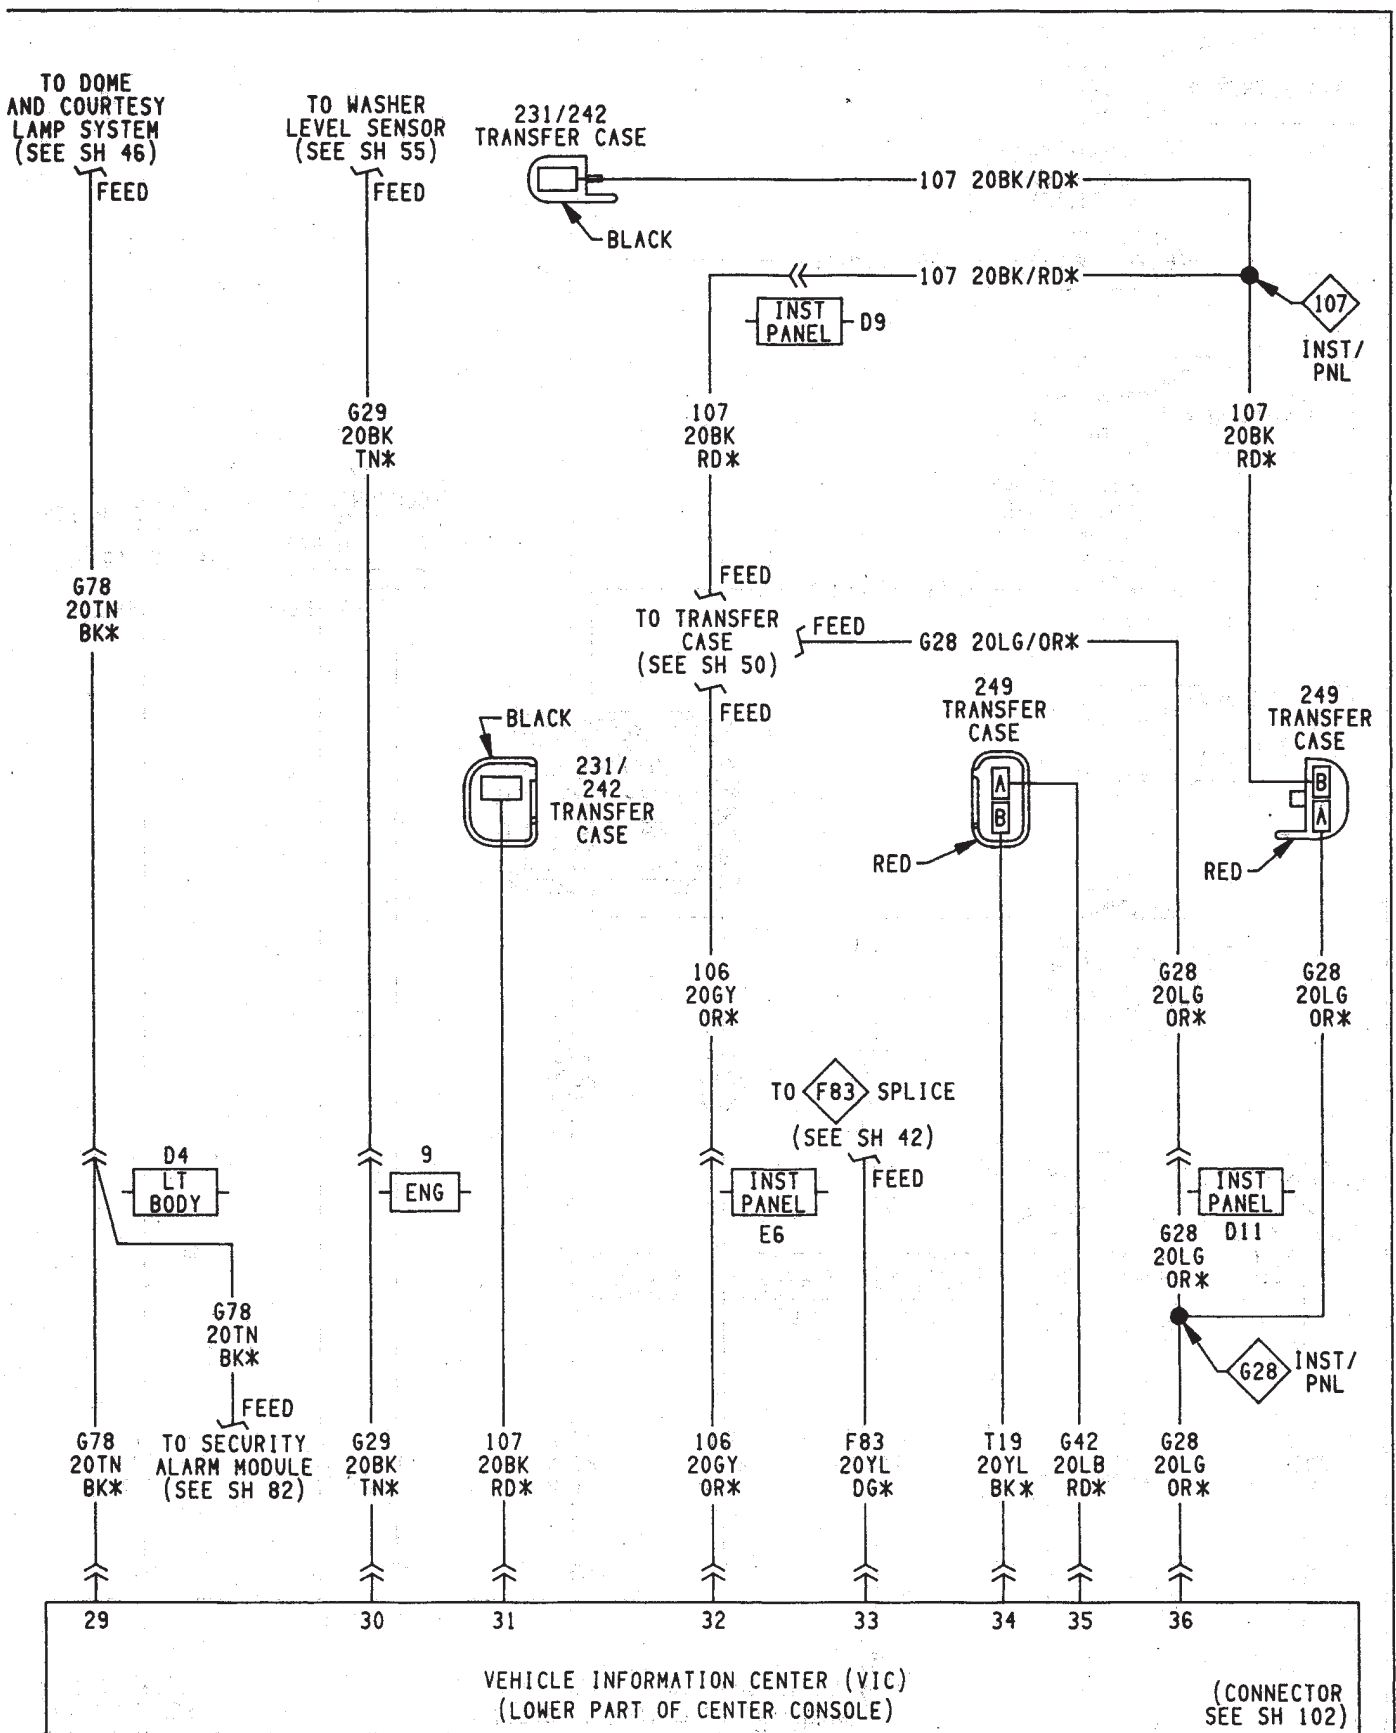 TO DOME
AND COURTESY
LAMP SYSTEM
(SEE SH 46)
FEED
TO WASHER
LEVEL SENSOR
(SEE SH 55)
FEED
231/242
TRANSFER CASE
BLACK
107 20BK/RD*
107 20BK/RD*
INST
PANEL
D9
107
INST/
PNL
G29
20BK
TN*
107
20BK
RD*
107
20BK
RD*
G78
20TN
BK*
FEED
TO TRANSFER
CASE
(SEE SH 50)
FEED
FEED
G28 20LG/OR*
BLACK
231/
242
TRANSFER
CASE
249
TRANSFER
CASE
A
B
RED
249
TRANSFER
CASE
B
A
RED
106
20GY
OR*
G28
20LG
OR*
G28
20LG
OR*
TO F83 SPLICE
(SEE SH 42)
FEED
D4
LT
BODY
9
ENG
INST
PANEL
E6
INST
PANEL
D11
G28
20LG
OR*
G28
INST/
PNL
G78
20TN
BK*
FEED
TO SECURITY
ALARM MODULE
(SEE SH 82)
G78
20TN
BK*
G29
20BK
TN*
107
20BK
RD*
106
20GY
OR*
F83
20YL
DG*
T19
20YL
BK*
G42
20LB
RD*
G28
20LG
OR*
29
30
31
32
33
34
35
36
VEHICLE INFORMATION CENTER (VIC)
(LOWER PART OF CENTER CONSOLE)
(CONNECTOR
SEE SH 102)